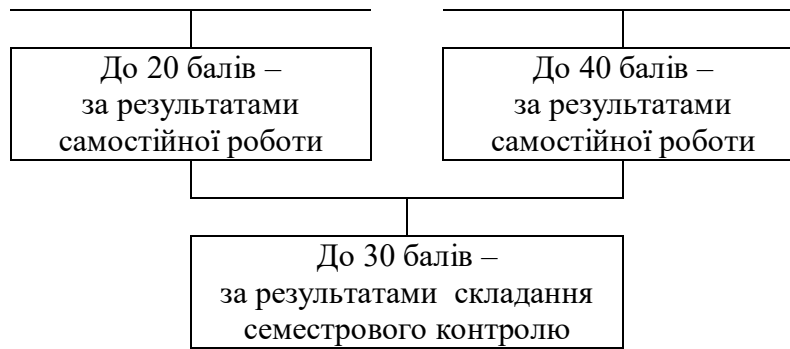 До 20 балів –
за результатами
самостійної роботи
До 40 балів –
за результатами
самостійної роботи
До 30 балів –
за результатами складання
семестрового контролю